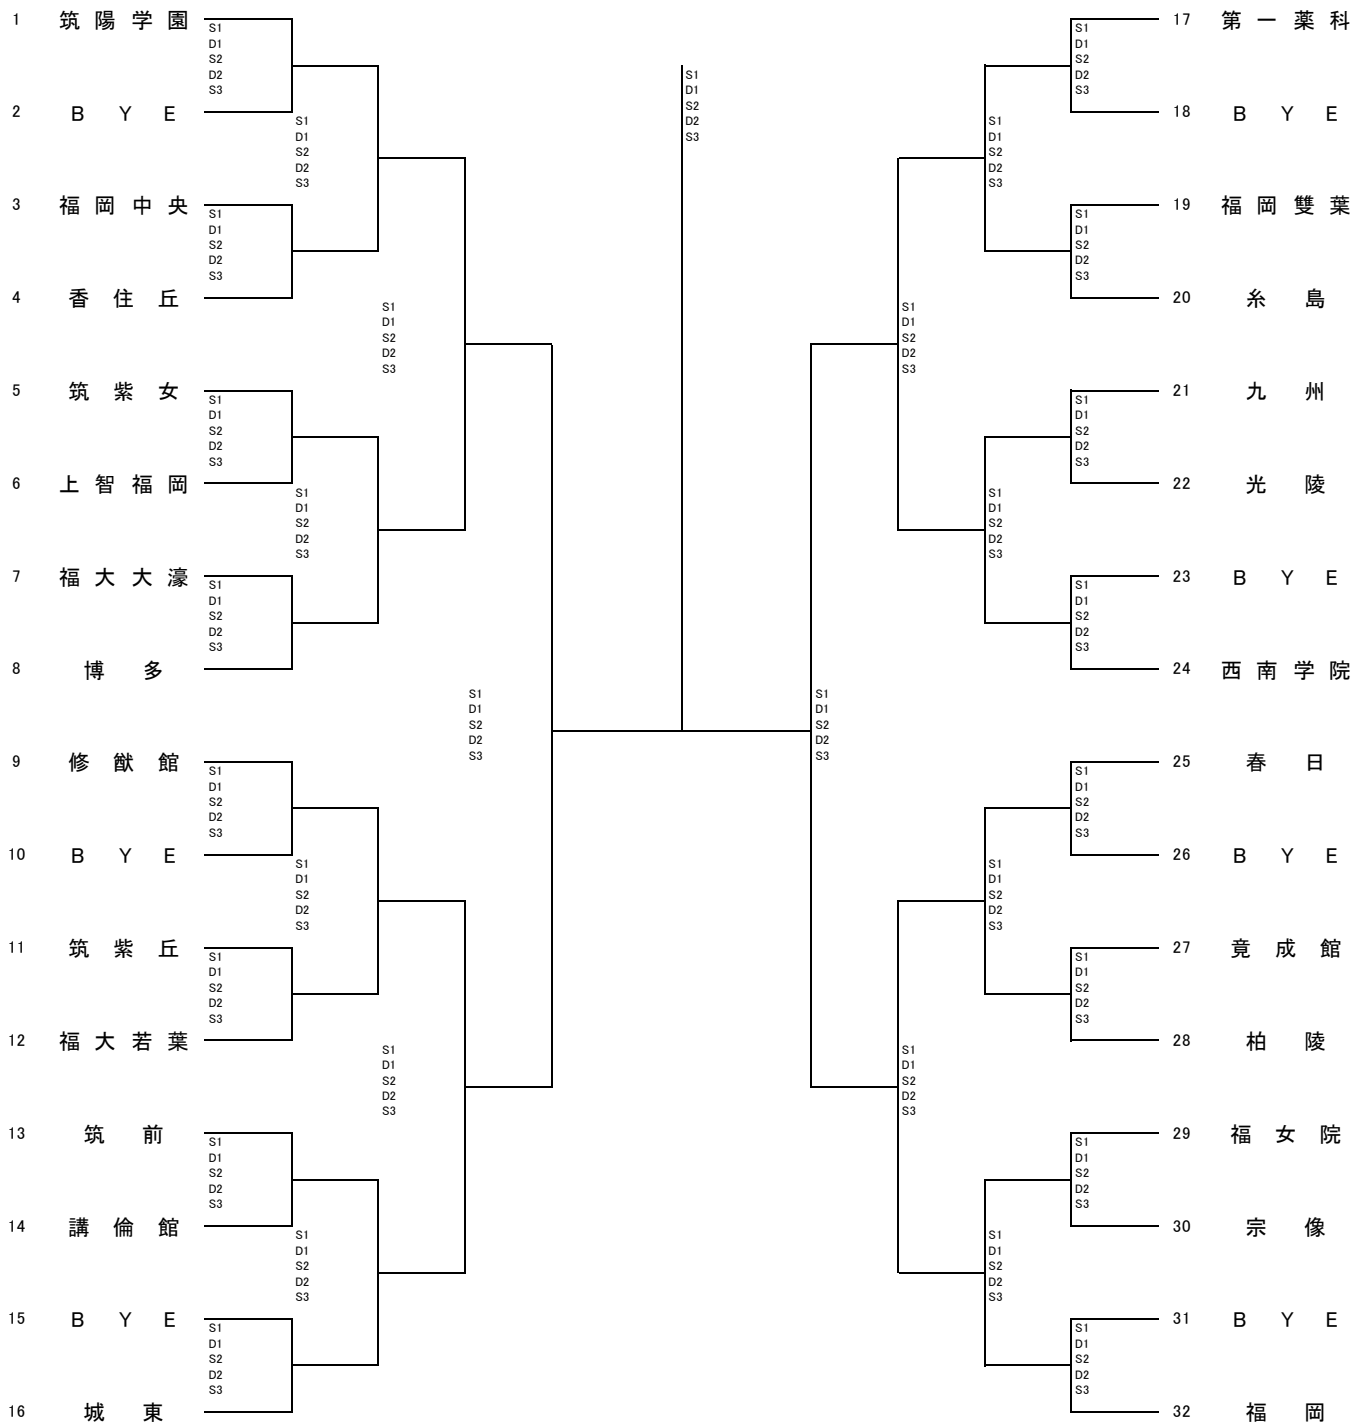 1 筑陽学園
S1
D1
S2
D2
S3
2 BYE
S1
D1
S2
D2
S3
3 福岡中央
S1
D1
S2
D2
S3
4 香住丘
S1
D1
S2
D2
S3
5 筑紫女
S1
D1
S2
D2
S3
6 上智福岡
S1
D1
S2
D2
S3
7 福大大濠
S1
D1
S2
D2
S3
8 博多
S1
D1
S2
D2
S3
9 修猷館
S1
D1
S2
D2
S3
10 BYE
S1
D1
S2
D2
S3
11 筑紫丘
S1
D1
S2
D2
S3
12 福大若葉
S1
D1
S2
D2
S3
13 筑前
S1
D1
S2
D2
S3
14 講倫館
S1
D1
S2
D2
S3
15 BYE
S1
D1
S2
D2
S3
16 城東
S1
D1
S2
D2
S3
17 第一薬科
S1
D1
S2
D2
S3
18 BYE
S1
D1
S2
D2
S3
19 福岡雙葉
S1
D1
S2
D2
S3
20 糸島
S1
D1
S2
D2
S3
21 九州
S1
D1
S2
D2
S3
22 光陵
S1
D1
S2
D2
S3
23 BYE
S1
D1
S2
D2
S3
24 西南学院
S1
D1
S2
D2
S3
25 春日
S1
D1
S2
D2
S3
26 BYE
S1
D1
S2
D2
S3
27 竟成館
S1
D1
S2
D2
S3
28 柏陵
S1
D1
S2
D2
S3
29 福女院
S1
D1
S2
D2
S3
30 宗像
S1
D1
S2
D2
S3
31 BYE
S1
D1
S2
D2
S3
32 福岡